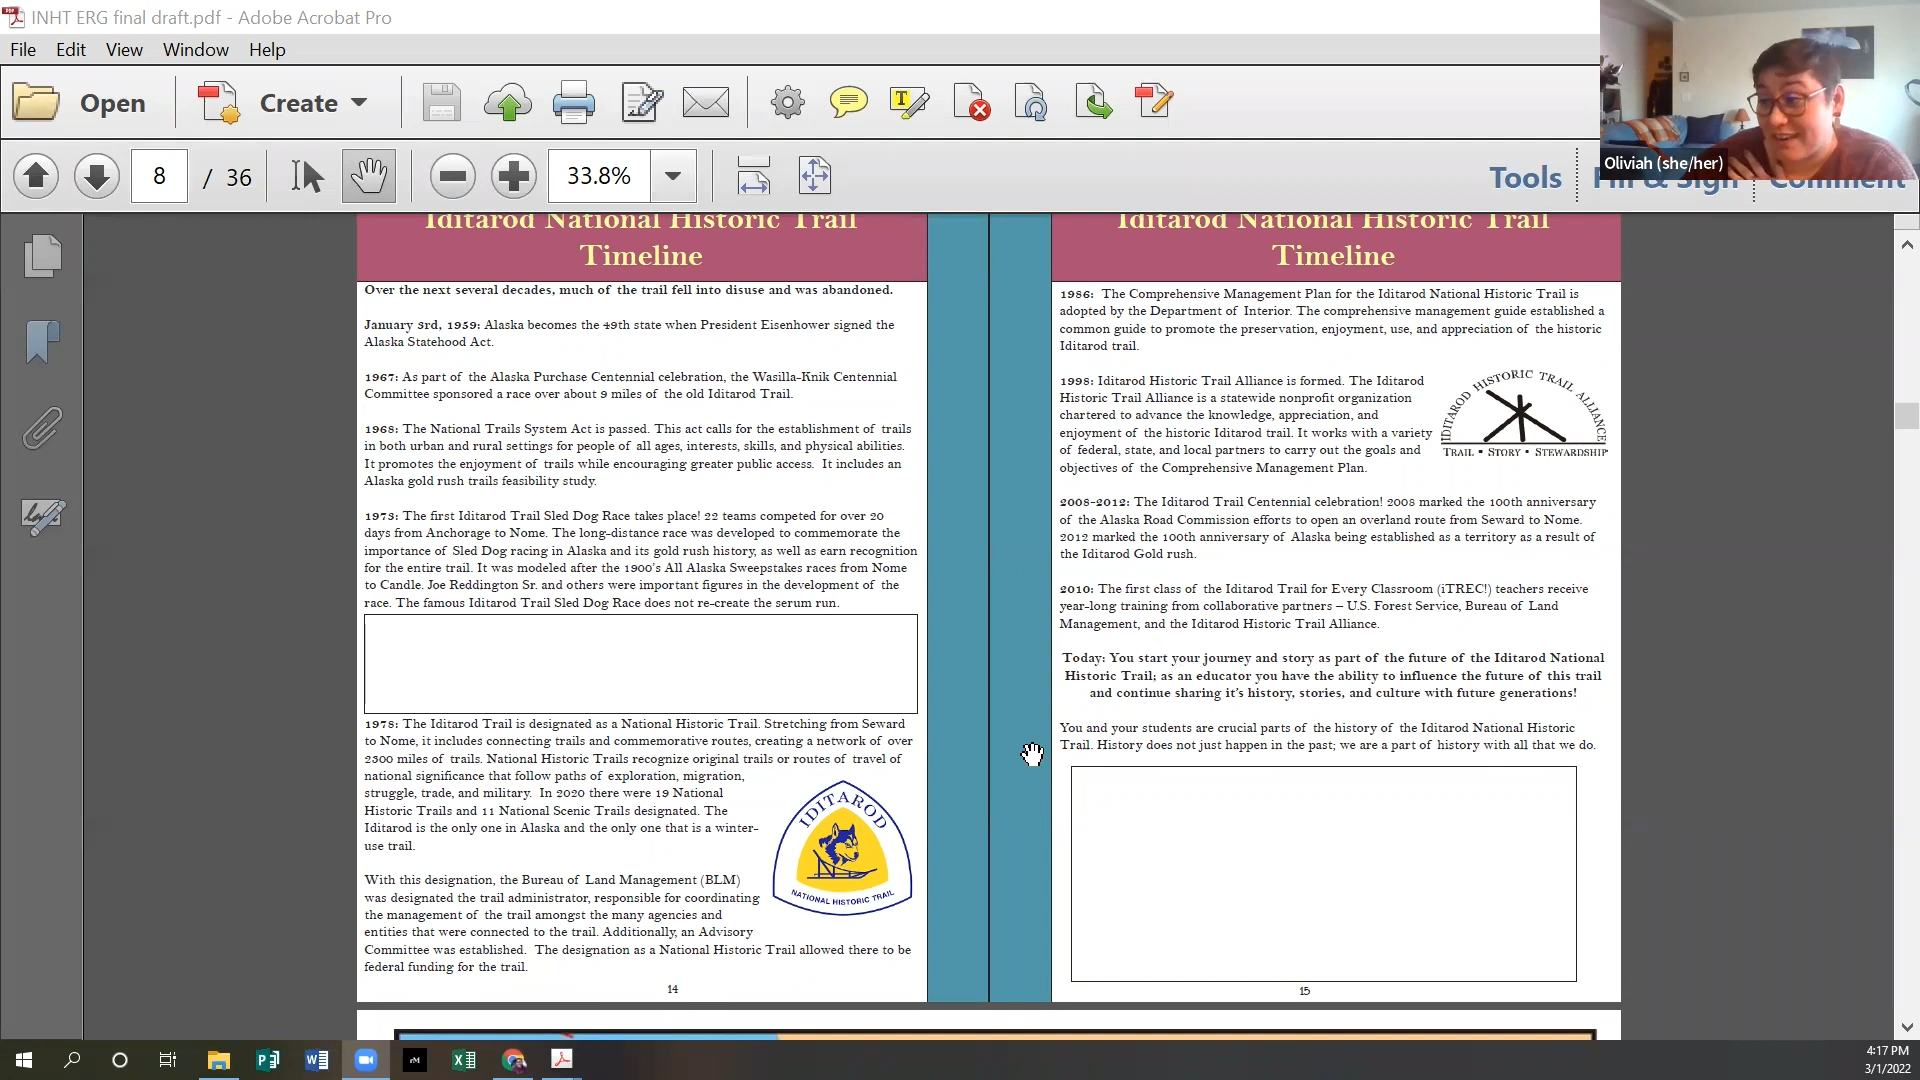 INHT ERG final draft.pdf - Adobe Acrobat Pro
File Edit View Window Help
Open Create
8 / 36 33.8% Tools Fill & Sign Comment
Oliviah (she/her)
Iditarod National Historic Trail
Timeline
Over the next several decades, much of the trail fell into disuse and was abandoned.
January 3rd, 1959: Alaska becomes the 49th state when President Eisenhower signed the
Alaska Statehood Act.
1967: As part of the Alaska Purchase Centennial celebration, the Wasilla-Knik Centennial
Committee sponsored a race over about 9 miles of the old Iditarod Trail.
1968: The National Trails System Act is passed. This act calls for the establishment of trails
in both urban and rural settings for people of all ages, interests, skills, and physical abilities.
It promotes the enjoyment of trails while encouraging greater public access. It includes an
Alaska gold rush trails feasibility study.
1973: The first Iditarod Trail Sled Dog Race takes place! 22 teams competed for over 20
days from Anchorage to Nome. The long-distance race was developed to commemorate the
importance of Sled Dog racing in Alaska and its gold rush history, as well as earn recognition
for the entire trail. It was modeled after the 1900's All Alaska Sweepstakes races from Nome
to Candle. Joe Reddington Sr. and others were important figures in the development of the
race. The famous Iditarod Trail Sled Dog Race does not re-create the serum run.
1978: The Iditarod Trail is designated as a National Historic Trail. Stretching from Seward
to Nome, it includes connecting trails and commemorative routes, creating a network of over
2300 miles of trails. National Historic Trails recognize original trails or routes of travel of
national significance that follow paths of exploration, migration,
struggle, trade, and military. In 2020 there were 19 National
Historic Trails and 11 National Scenic Trails designated. The
Iditarod is the only one in Alaska and the only one that is a winter-
use trail.
With this designation, the Bureau of Land Management (BLM)
was designated the trail administrator, responsible for coordinating
the management of the trail amongst the many agencies and
entities that were connected to the trail. Additionally, an Advisory
Committee was established. The designation as a National Historic Trail allowed there to be
federal funding for the trail.
IDITAROD
NATIONAL HISTORIC TRAIL
14
Iditarod National Historic Trail
Timeline
1986: The Comprehensive Management Plan for the Iditarod National Historic Trail is
adopted by the Department of Interior. The comprehensive management guide established a
common guide to promote the preservation, enjoyment, use, and appreciation of the historic
Iditarod trail.
1998: Iditarod Historic Trail Alliance is formed. The Iditarod
Historic Trail Alliance is a statewide nonprofit organization
chartered to advance the knowledge, appreciation, and
enjoyment of the historic Iditarod trail. It works with a variety
of federal, state, and local partners to carry out the goals and
objectives of the Comprehensive Management Plan.
IDITAROD HISTORIC TRAIL ALLIANCE
TRAIL • STORY • STEWARDSHIP
2008-2012: The Iditarod Trail Centennial celebration! 2008 marked the 100th anniversary
of the Alaska Road Commission efforts to open an overland route from Seward to Nome.
2012 marked the 100th anniversary of Alaska being established as a territory as a result of
the Iditarod Gold rush.
2010: The first class of the Iditarod Trail for Every Classroom (iTREC!) teachers receive
year-long training from collaborative partners – U.S. Forest Service, Bureau of Land
Management, and the Iditarod Historic Trail Alliance.
Today: You start your journey and story as part of the future of the Iditarod National
Historic Trail; as an educator you have the ability to influence the future of this trail
and continue sharing it's history, stories, and culture with future generations!
You and your students are crucial parts of the history of the Iditarod National Historic
Trail. History does not just happen in the past; we are a part of history with all that we do.
15
4:17 PM
3/1/2022